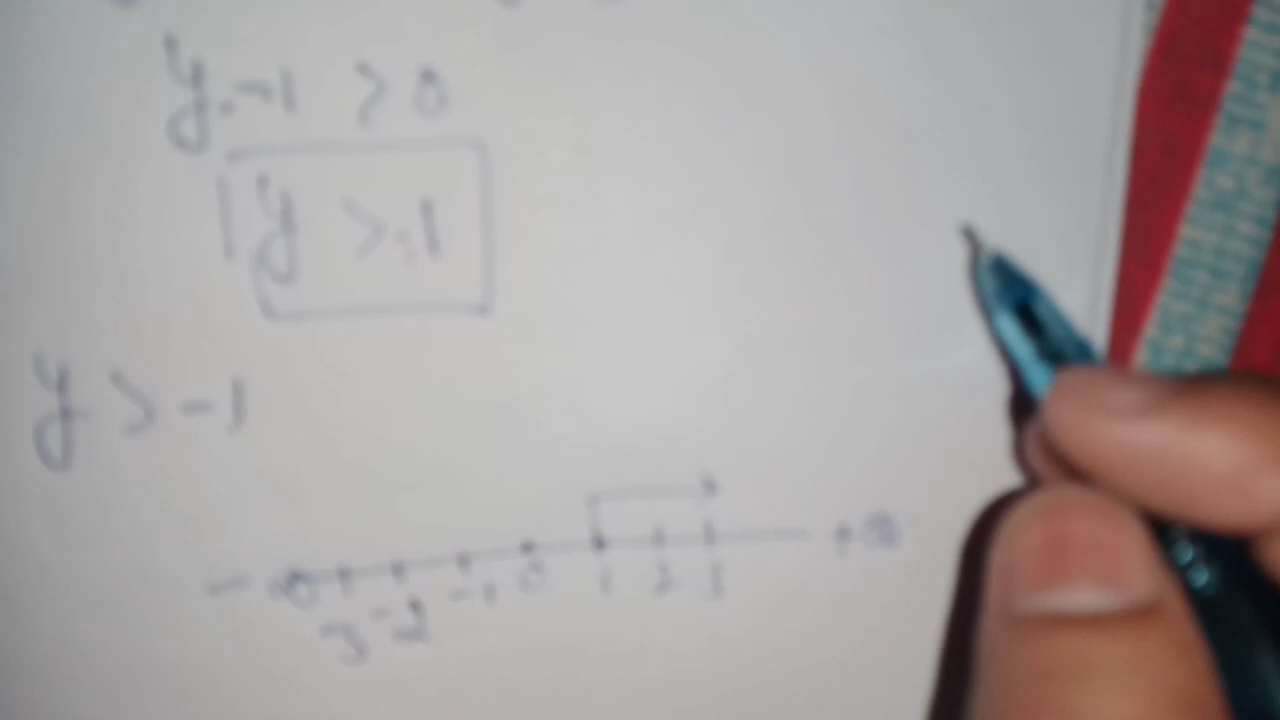 y - 1 > 0
y > 1
y > -1
- ∞ -3 -2 -1 0 1 2 3 + ∞